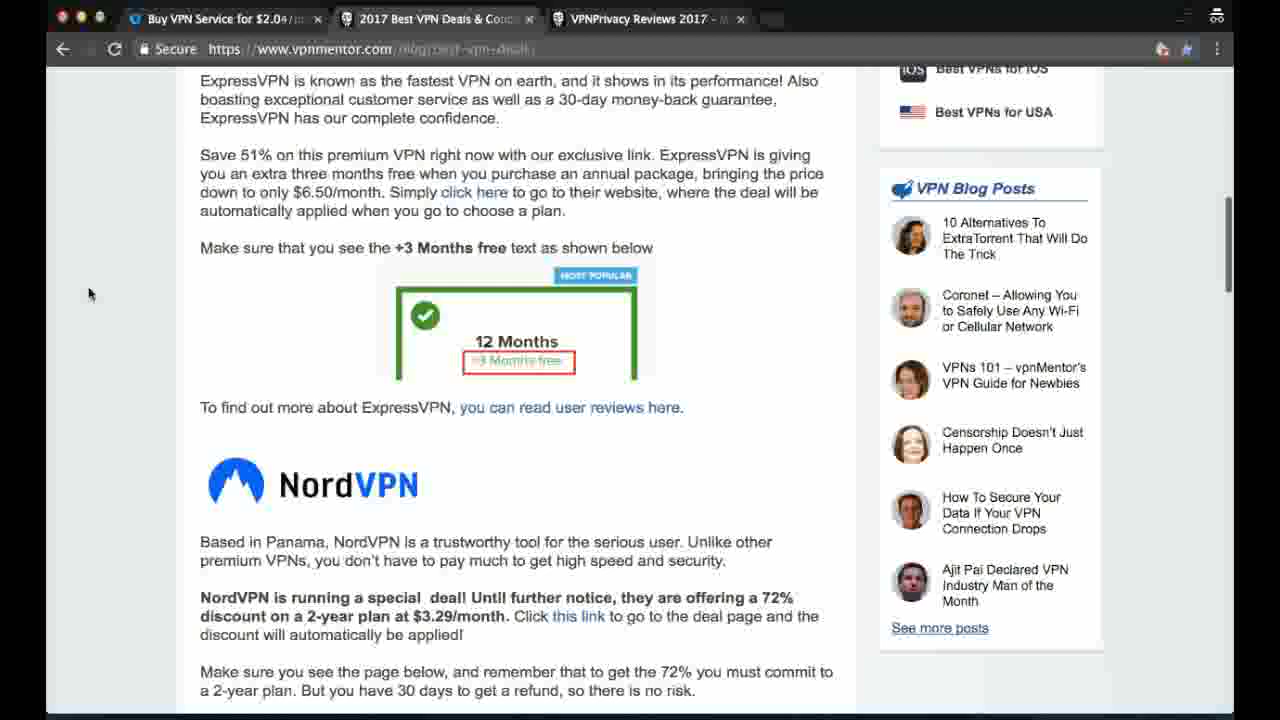 Buy VPN Service for $2.04/
2017 Best VPN Deals &
VPNPrivacy Reviews 2017 -
Secure https://www.vpnmentor.com/blog/best-vpn-deals/
ExpressVPN is known as the fastest VPN on earth, and it shows in its performance! Also
boasting exceptional customer service as well as a 30-day money-back guarantee,
ExpressVPN has our complete confidence.
Save 51% on this premium VPN right now with our exclusive link. ExpressVPN is giving
you an extra three months free when you purchase an annual package, bringing the price
down to only $6.50/month. Simply click here to go to their website, where the deal will be
automatically applied when you go to choose a plan.
Make sure that you see the +3 Months free text as shown below
MOST POPULAR
12 Months
+3 Months free
To find out more about ExpressVPN, you can read user reviews here.
NordVPN
Based in Panama, NordVPN is a trustworthy tool for the serious user. Unlike other
premium VPNs, you don't have to pay much to get high speed and security.
NordVPN is running a special deal! Until further notice, they are offering a 72%
discount on a 2-year plan at $3.29/month. Click this link to go to the deal page and the
discount will automatically be applied!
Make sure you see the page below, and remember that to get the 72% you must commit to
a 2-year plan. But you have 30 days to get a refund, so there is no risk.
iOS
Best VPNs for iOS
Best VPNs for USA
VPN Blog Posts
10 Alternatives To
ExtraTorrent That Will Do
The Trick
Coronet – Allowing You
to Safely Use Any Wi-Fi
or Cellular Network
VPNs 101 – vpnMentor's
VPN Guide for Newbies
Censorship Doesn't Just
Happen Once
How To Secure Your
Data If Your VPN
Connection Drops
Ajit Pai Declared VPN
Industry Man of the
Month
See more posts